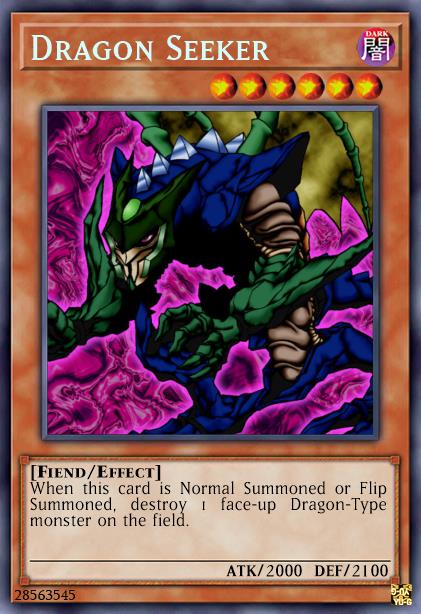 Dragon Seeker
DARK
闇
[Fiend/Effect]
When this card is Normal Summoned or Flip
Summoned, destroy 1 face-up Dragon-Type
monster on the field.
ATK/2000 DEF/2100
28563545